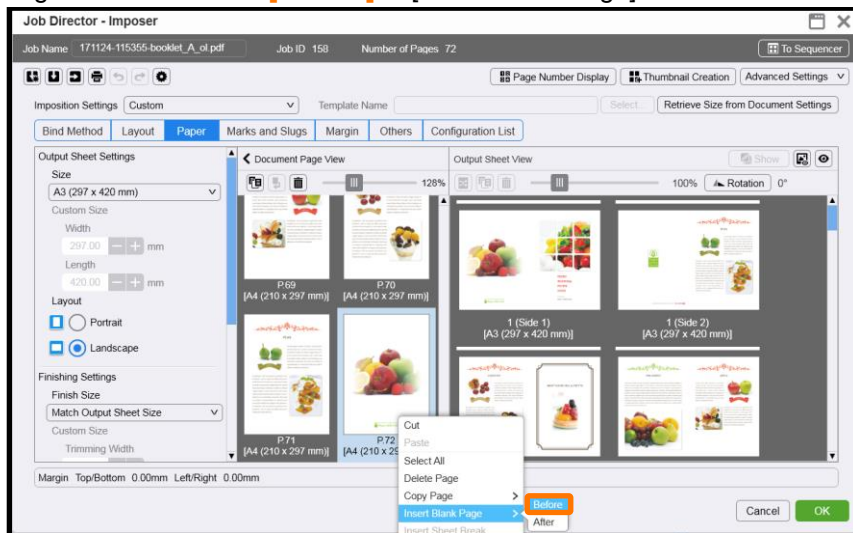 Job Director - Imposer
Job Name 171124-115355-booklet_A_ol.pdf Job ID 158 Number of Pages 72 To Sequencer
Page Number Display Thumbnail Creation Advanced Settings
Imposition Settings Custom Template Name Select... Retrieve Size from Document Settings
Bind Method Layout Paper Marks and Slugs Margin Others Configuration List
Output Sheet Settings
Document Page View
Output Sheet View Show
Size
A3 (297 x 420 mm)
128%
100% Rotation 0°
Custom Size
Width
297.00 mm
Length
420.00 mm
Layout
Portrait
Landscape
Finishing Settings
Finish Size
Match Output Sheet Size
Custom Size
Trimming Width
P.69
[A4 (210 x 297 mm)]
P.70
[A4 (210 x 297 mm)]
P.71
[A4 (210 x 297 mm)]
P.72
[A4 (210 x 29
1 (Side 1)
[A3 (297 x 420 mm)]
1 (Side 2)
[A3 (297 x 420 mm)]
Cut
Paste
Select All
Delete Page
Copy Page
Insert Blank Page
Insert Sheet Break
Before
After
Margin Top/Bottom 0.00mm Left/Right 0.00mm
Cancel OK